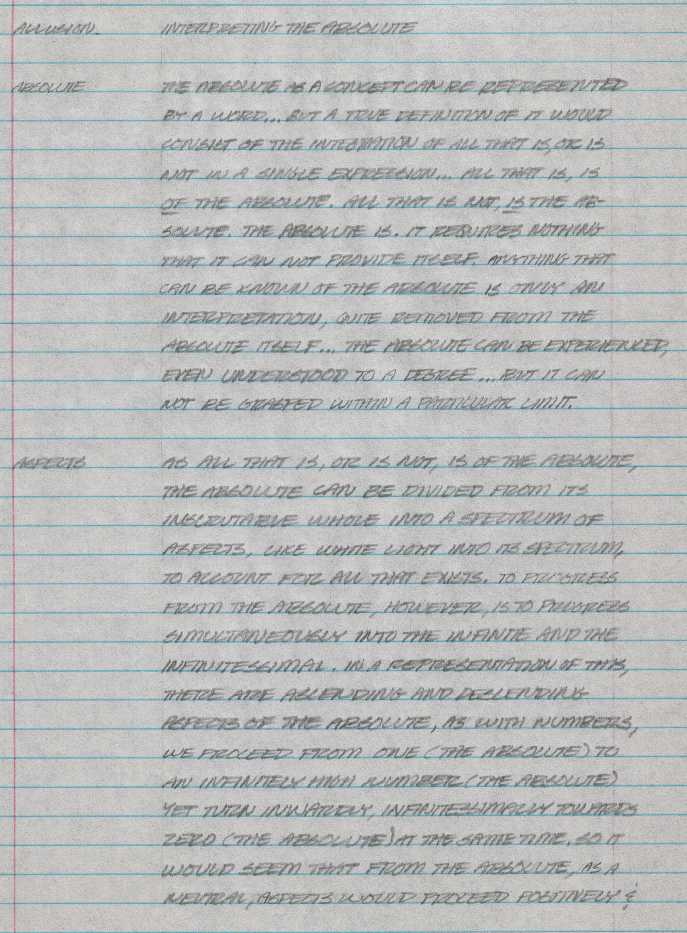 ALLUSION. INTERPRETING THE ABSOLUTE
ABSOLUTE THE ABSOLUTE AS A CONCEPT CAN BE REPRESENTED
BY A WORD... BUT A TRUE DEFINITION OF IT WOULD
CONSIST OF THE INTEGRATION OF ALL THAT IS, OR IS
NOT IN A SINGLE EXPRESSION... ALL THAT IS, IS
OF THE ABSOLUTE. ALL THAT IS NOT, IS THE AB-
SOLUTE. THE ABSOLUTE IS. IT REQUIRES NOTHING
THAT IT CAN NOT PROVIDE ITSELF. ANYTHING THAT
CAN BE KNOWN OF THE ABSOLUTE IS ONLY AN
INTERPRETATION, QUITE REMOVED FROM THE
ABSOLUTE ITSELF... THE ABSOLUTE CAN BE EXPERIENCED,
EVEN UNDERSTOOD TO A DEGREE... BUT IT CAN
NOT BE GRASPED WITHIN A PARTICULAR LIMIT.
ASPECTS AS ALL THAT IS, OR IS NOT, IS OF THE ABSOLUTE,
THE ABSOLUTE CAN BE DIVIDED FROM ITS
INSCRUTABLE WHOLE INTO A SPECTRUM OF
ASPECTS, LIKE WHITE LIGHT INTO ITS SPECTRUM,
TO ACCOUNT FOR ALL THAT EXISTS. TO PROGRESS
FROM THE ABSOLUTE, HOWEVER, IS TO PROGRESS
SIMULTANEOUSLY INTO THE INFINITE AND THE
INFINITESSIMAL. IN A REPRESENTATION OF THIS,
THERE ARE ASCENDING AND DESCENDING
ASPECTS OF THE ABSOLUTE, AS WITH NUMBERS,
WE PROCEED FROM ONE (THE ABSOLUTE) TO
AN INFINITELY HIGH NUMBER (THE ABSOLUTE)
YET TURN INWARDLY, INFINITESSIMALLY TOWARDS
ZERO (THE ABSOLUTE) AT THE SAME TIME. SO IT
WOULD SEEM THAT FROM THE ABSOLUTE, AS A
NEUTRAL, ASPECTS WOULD PROCEED POSITIVELY &